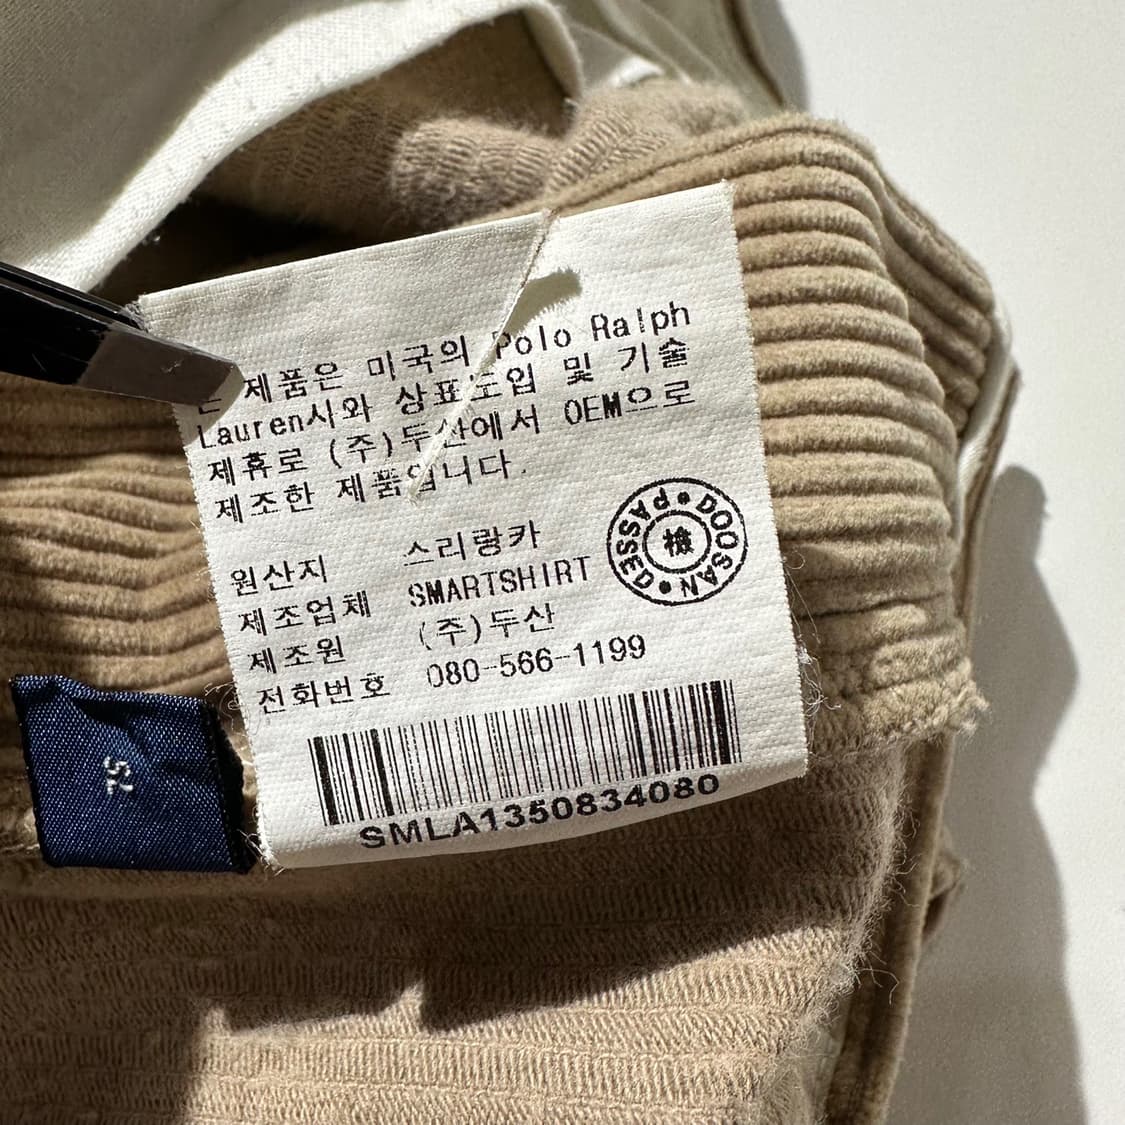 제품은 미국의 Polo Ralph
Lauren사와 상표도입 및 기술
제휴로 (주)두산에서 OEM으로
제조한 제품입니다.
원산지 스리랑카
제조업체 SMARTSHIRT
제조원 (주)두산
전화번호 080-566-1199
DOOSAN PASSED
檢
SMLA1350834080